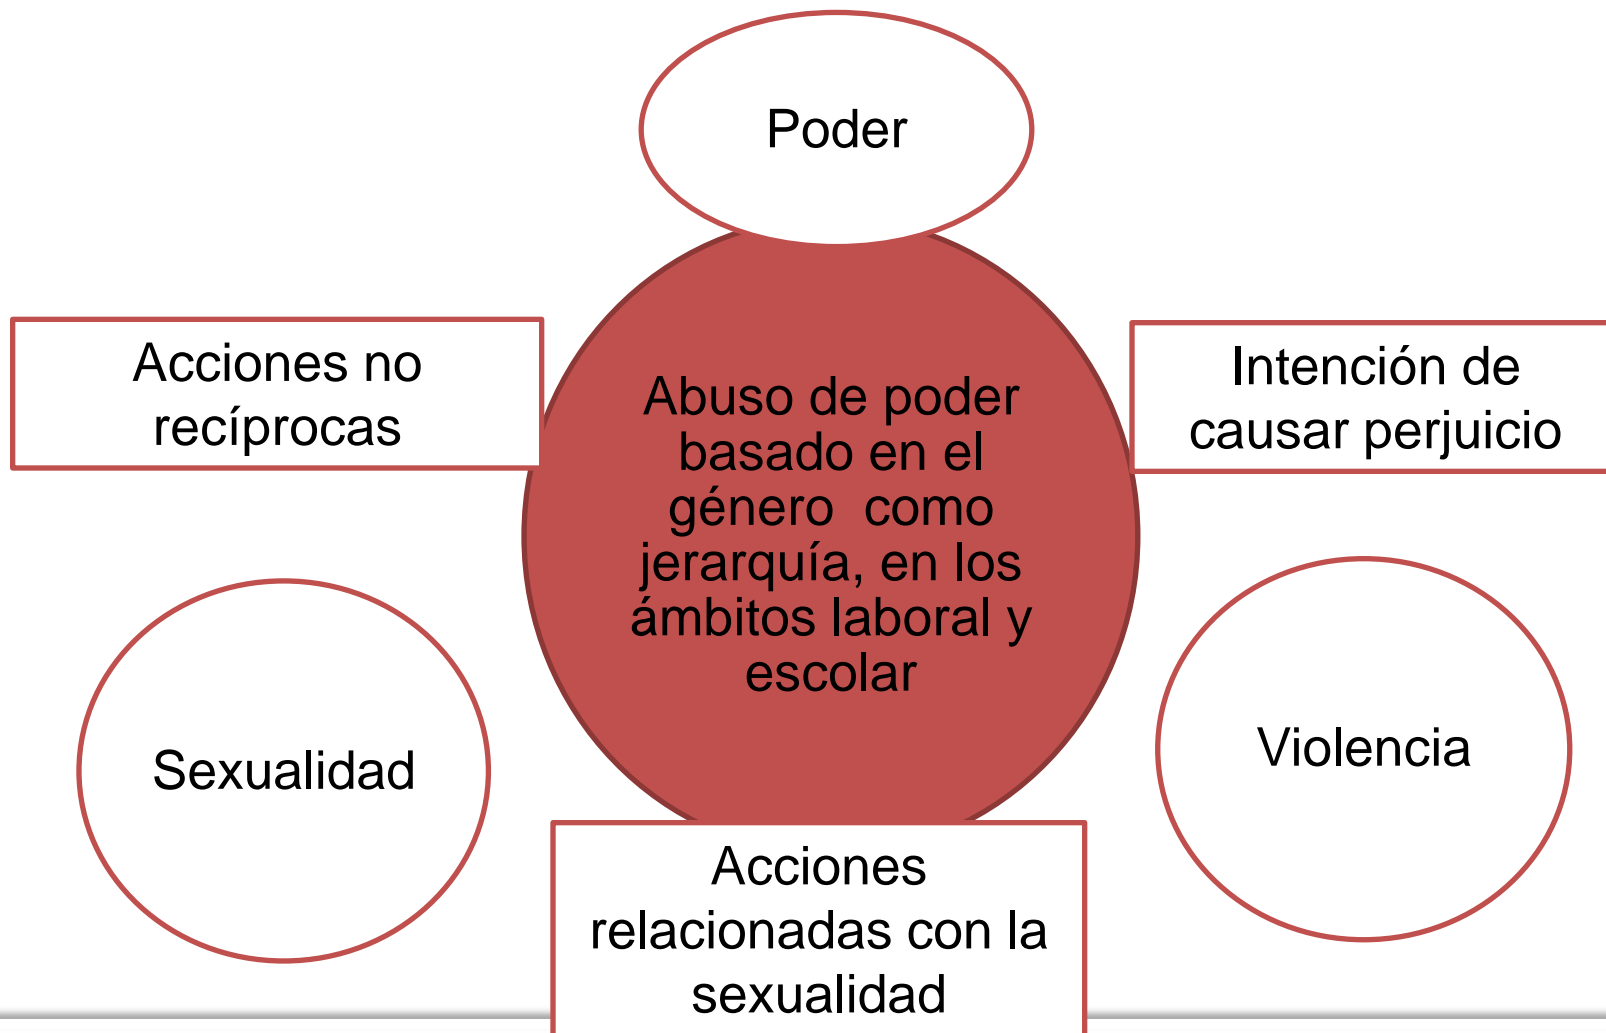 Poder
Acciones no
recíprocas
Intención de
causar perjuicio
Abuso de poder
basado en el
género como
jerarquía, en los
ámbitos laboral y
escolar
Sexualidad
Violencia
Acciones
relacionadas con la
sexualidad